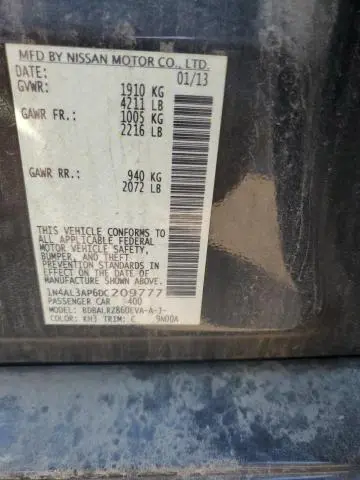 MFD BY NISSAN MOTOR CO., LTD.
DATE: 01/13
GVWR: 1910 KG
4211 LB
GAWR FR.: 1005 KG
2216 LB
GAWR RR.: 940 KG
2072 LB
THIS VEHICLE CONFORMS TO
ALL APPLICABLE FEDERAL
MOTOR VEHICLE SAFETY,
BUMPER, AND THEFT
PREVENTION STANDARDS IN
EFFECT ON THE DATE OF
MANUFACTURE SHOWN ABOVE.
1N4AL3AP6DC209777
PASSENGER CAR 400
MODEL: BDBALRZ860EVA-A-J-
COLOR: KH3 TRIM: C 9N00A